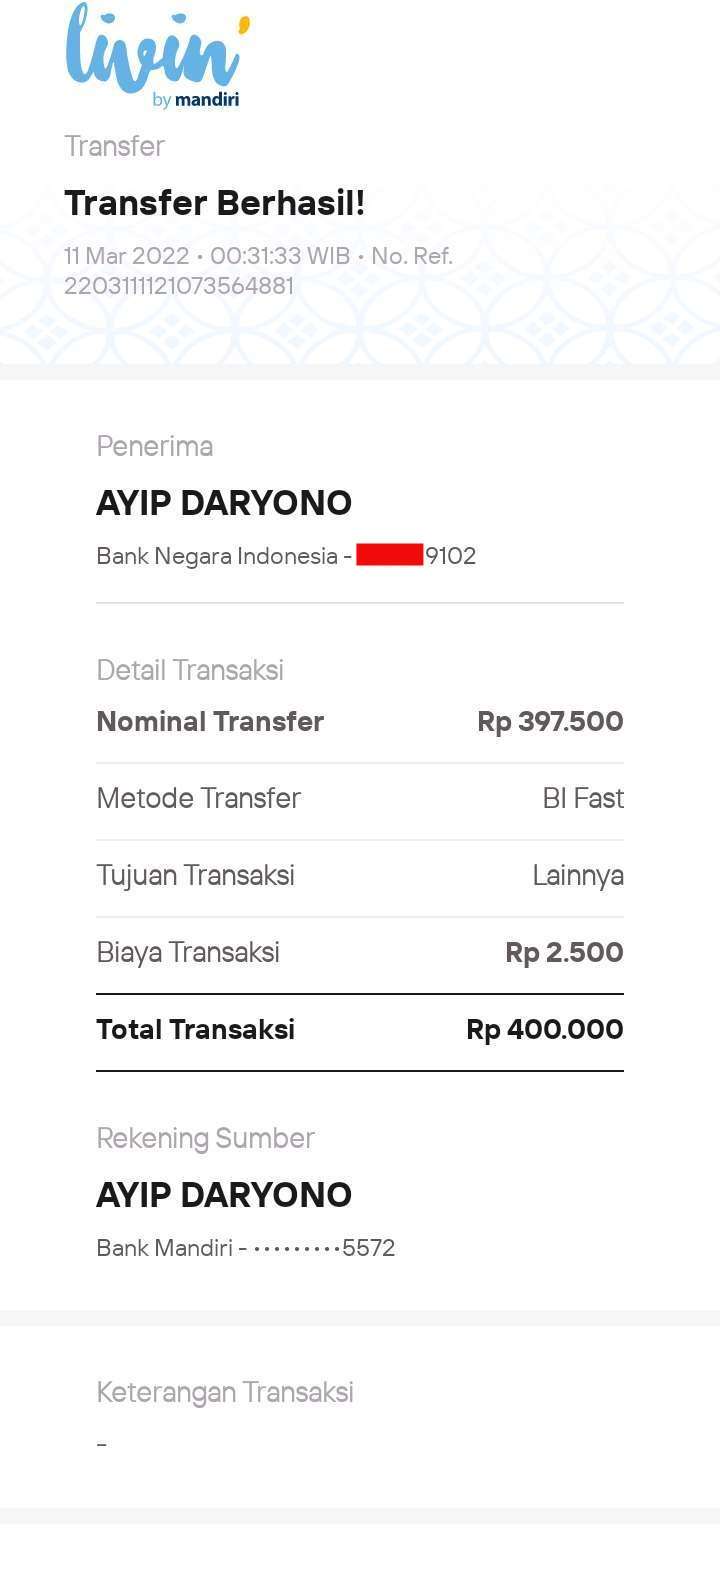 livin'
by mandiri
Transfer
Transfer Berhasil!
11 Mar 2022 • 00:31:33 WIB • No. Ref.
2203111121073564881
Penerima
AYIP DARYONO
Bank Negara Indonesia - 9102
Detail Transaksi
Nominal Transfer Rp 397.500
Metode Transfer BI Fast
Tujuan Transaksi Lainnya
Biaya Transaksi Rp 2.500
Total Transaksi Rp 400.000
Rekening Sumber
AYIP DARYONO
Bank Mandiri - •••••••••5572
Keterangan Transaksi
-